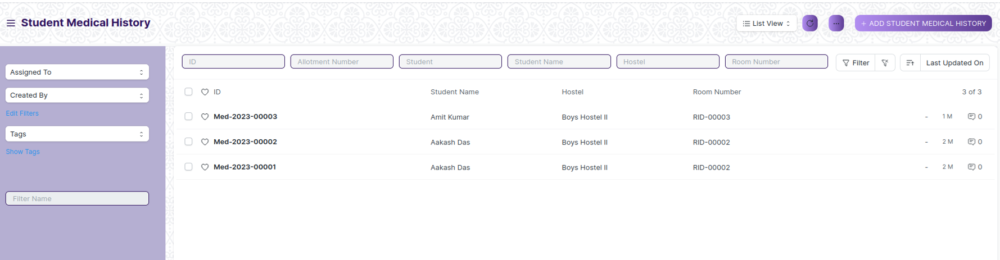 Student Medical History
List View
...
+ ADD STUDENT MEDICAL HISTORY
Assigned To
Created By
Edit Filters
Tags
Show Tags
Filter Name
ID Allotment Number Student Student Name Hostel Room Number Filter Last Updated On
ID Student Name Hostel Room Number 3 of 3
Med-2023-00003 Amit Kumar Boys Hostel II RID-00003 - 1 M 0
Med-2023-00002 Aakash Das Boys Hostel II RID-00002 - 2 M 0
Med-2023-00001 Aakash Das Boys Hostel II RID-00002 - 2 M 0